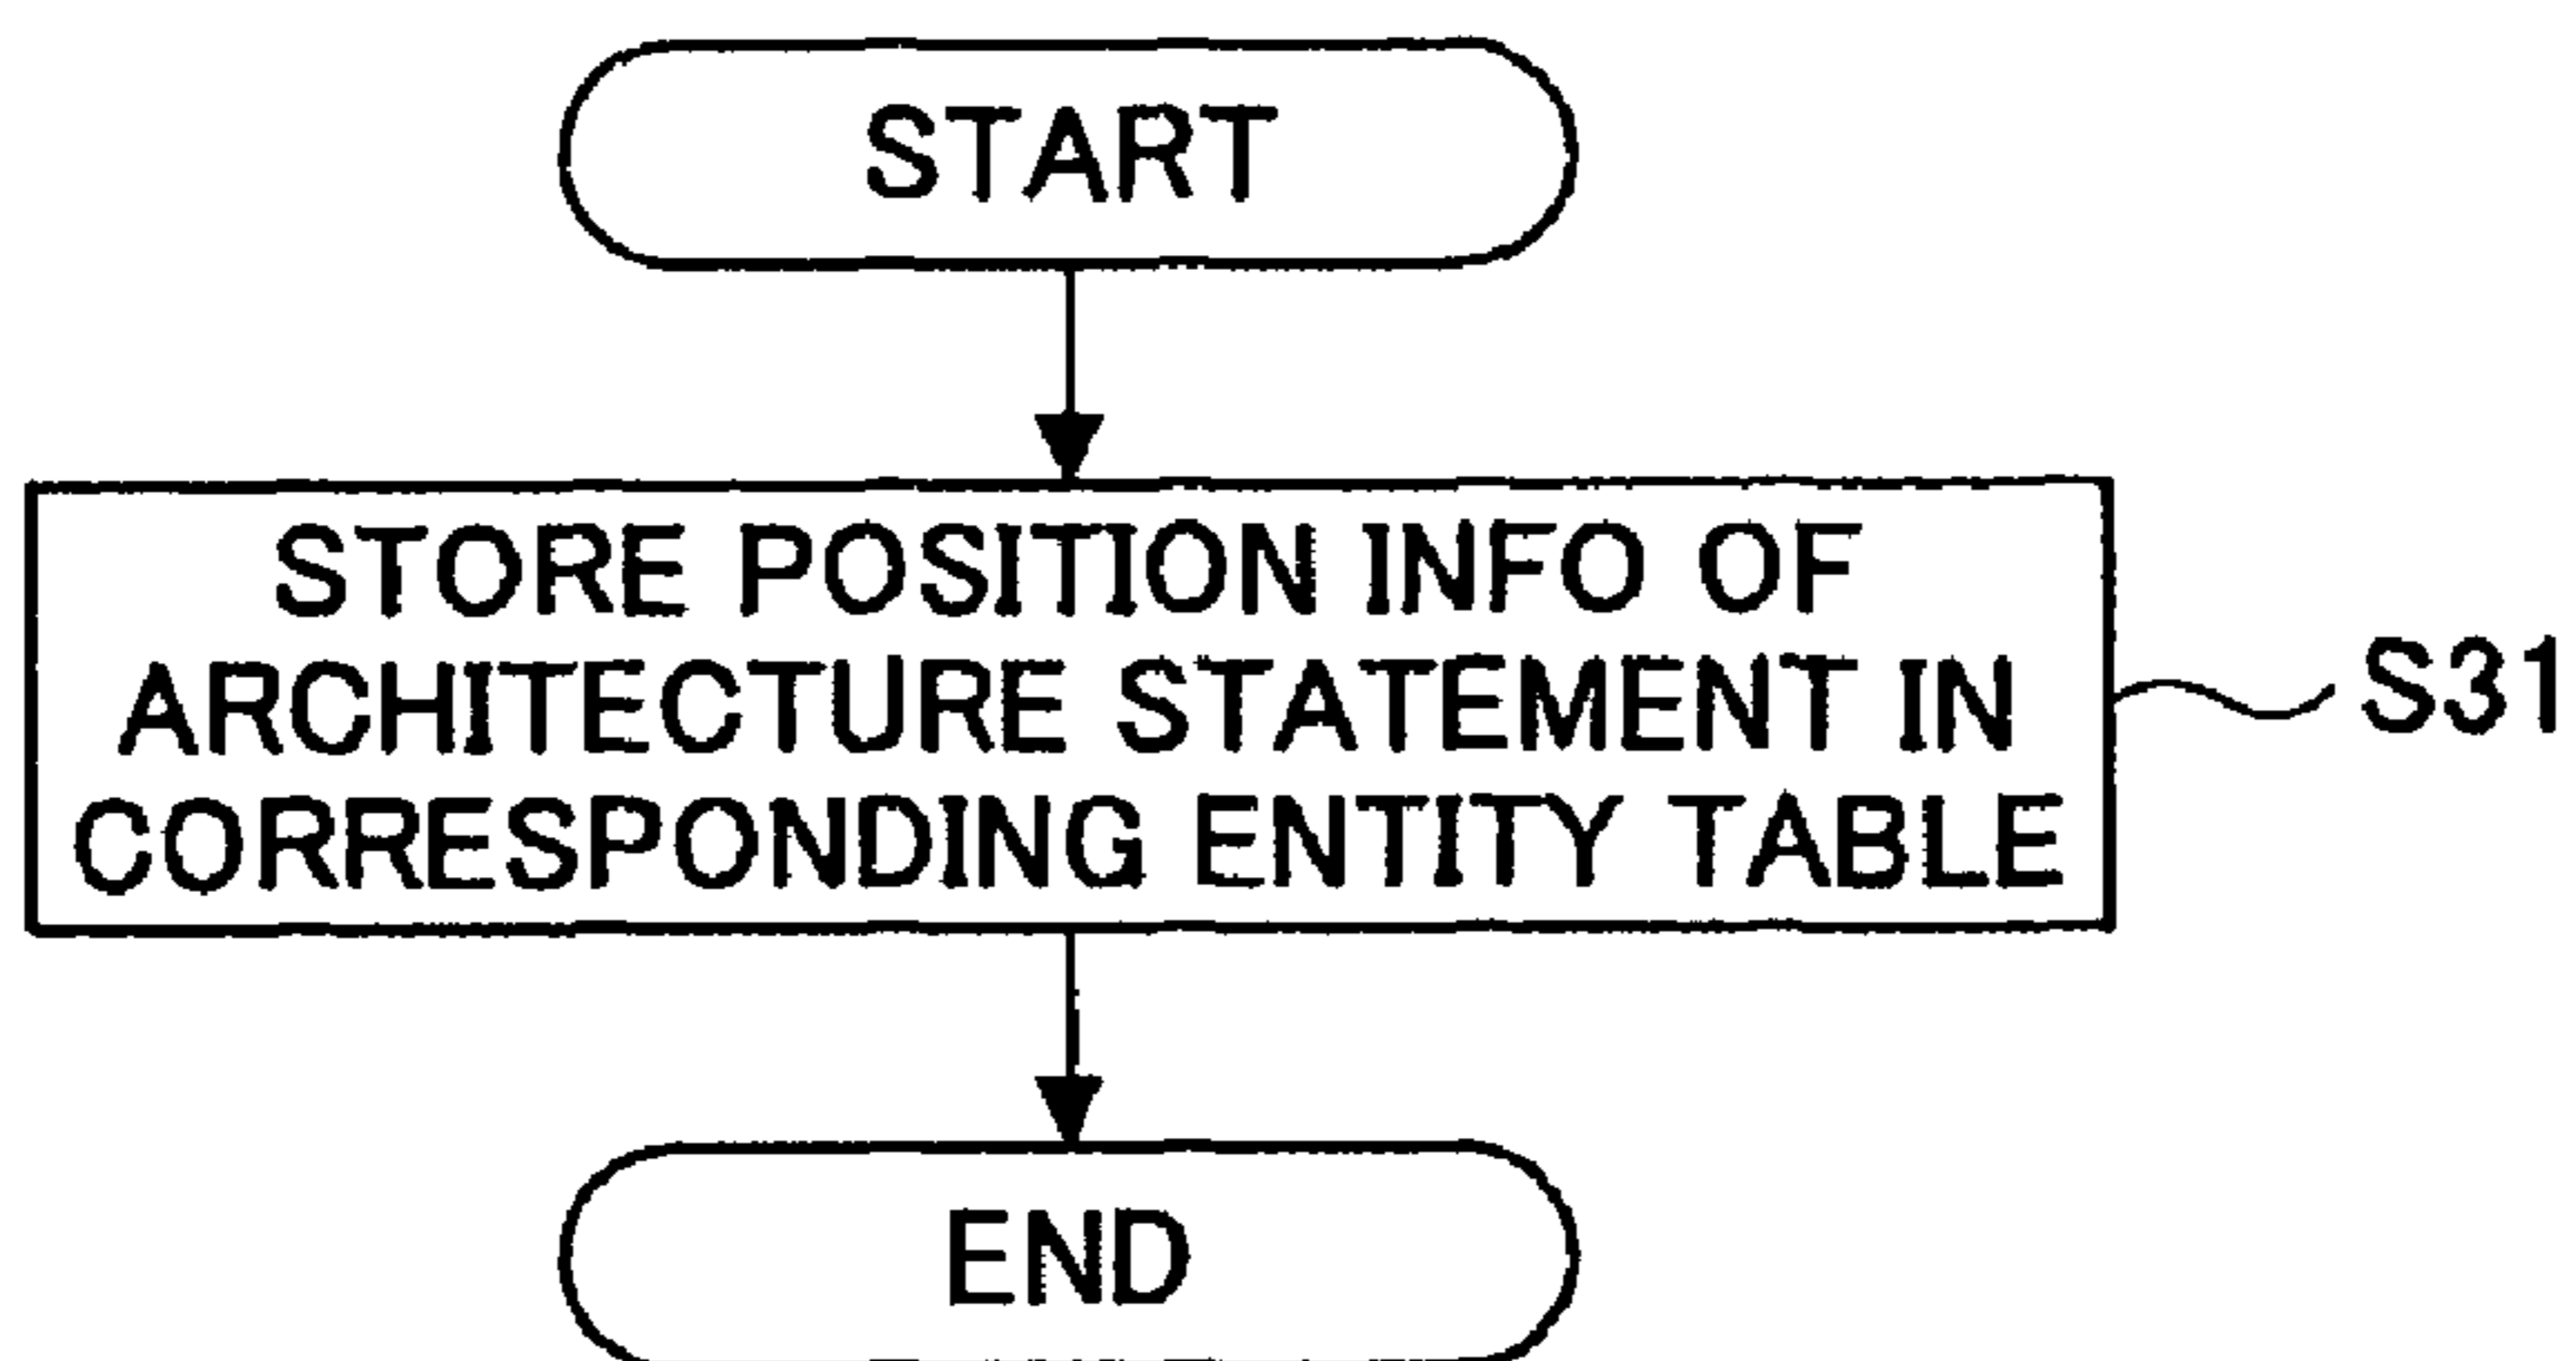 START
STORE POSITION INFO OF
ARCHITECTURE STATEMENT IN
CORRESPONDING ENTITY TABLE
S31
END